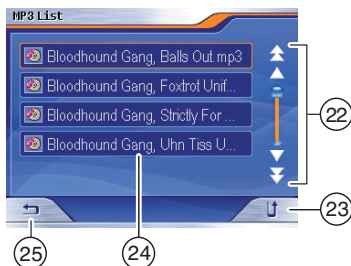 MP3 List
Bloodhound Gang, Balls Out.mp3
Bloodhound Gang, Foxtrot Unif...
Bloodhound Gang, Strictly For ...
Bloodhound Gang, Uhn Tiss U...
22
23
25
24